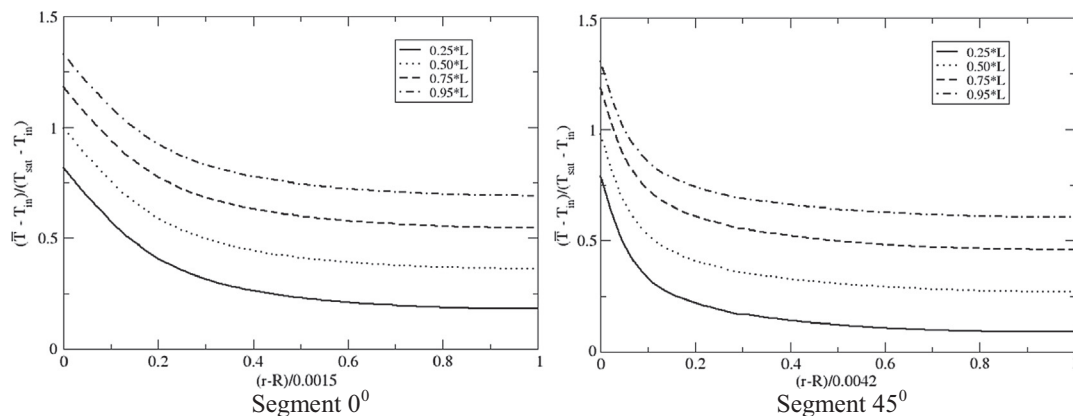 1.5
1
0.5
0
(T̅ - T_in)/(T_sat - T_in)
0.25*L
0.50*L
0.75*L
0.95*L
0 0.2 0.4 0.6 0.8 1
(r-R)/0.0015
Segment 0⁰
1.5
1
0.5
0
(T̅ - T_in)/(T_sat - T_in)
0.25*L
0.50*L
0.75*L
0.95*L
0 0.2 0.4 0.6 0.8 1
(r-R)/0.0042
Segment 45⁰